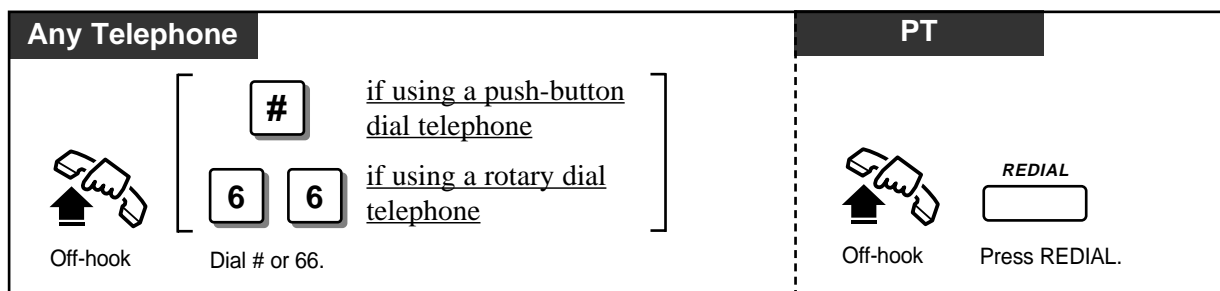 Any Telephone
#
if using a push-button
dial telephone
6 6
if using a rotary dial
telephone
Off-hook
Dial # or 66.
PT
REDIAL
Off-hook
Press REDIAL.